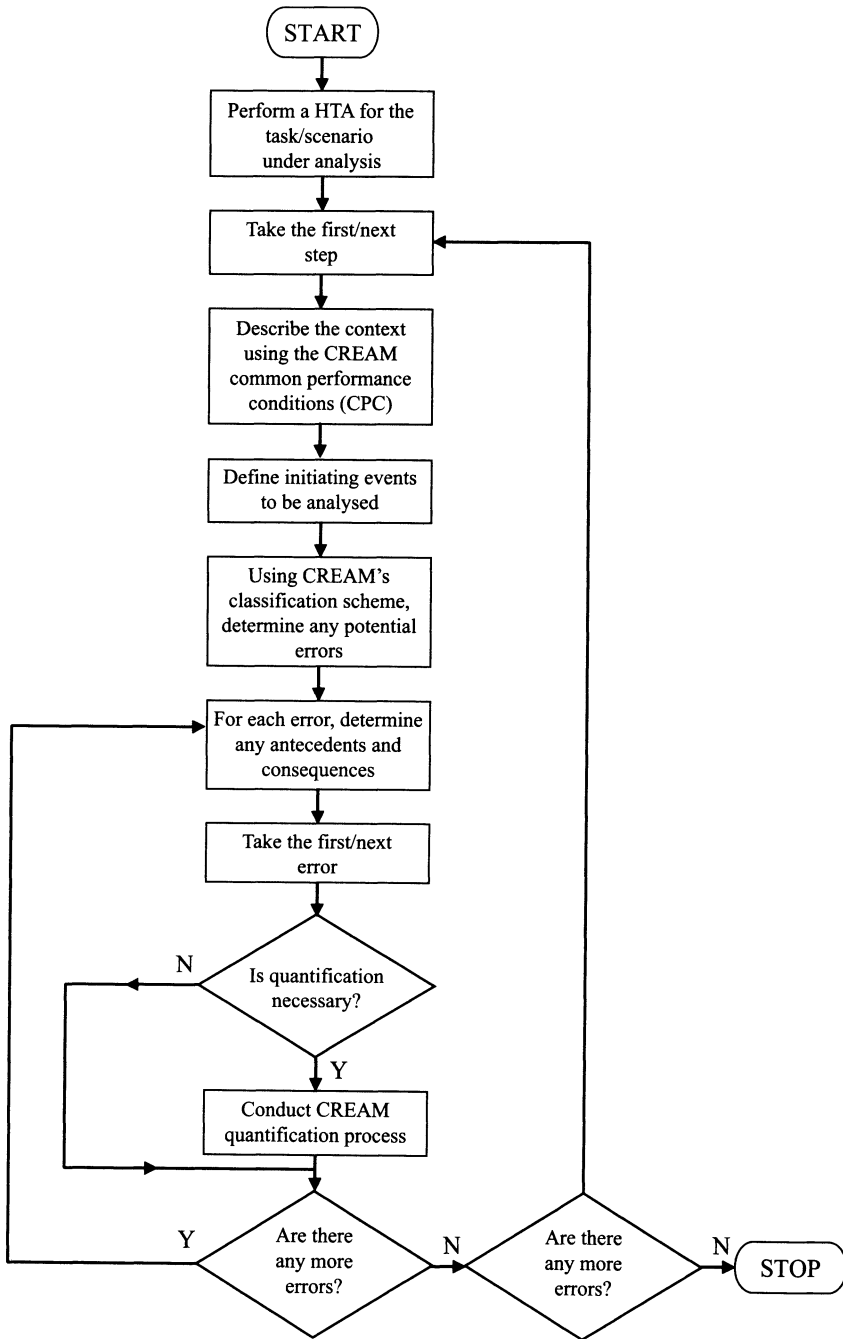 START
Perform a HTA for the
task/scenario
under analysis
Take the first/next
step
Describe the context
using the CREAM
common performance
conditions (CPC)
Define initiating events
to be analysed
Using CREAM's
classification scheme,
determine any potential
errors
For each error, determine
any antecedents and
consequences
Take the first/next
error
N
Is quantification
necessary?
Y
Conduct CREAM
quantification process
Y
Are there
any more
errors?
N
Are there
any more
errors?
N
STOP